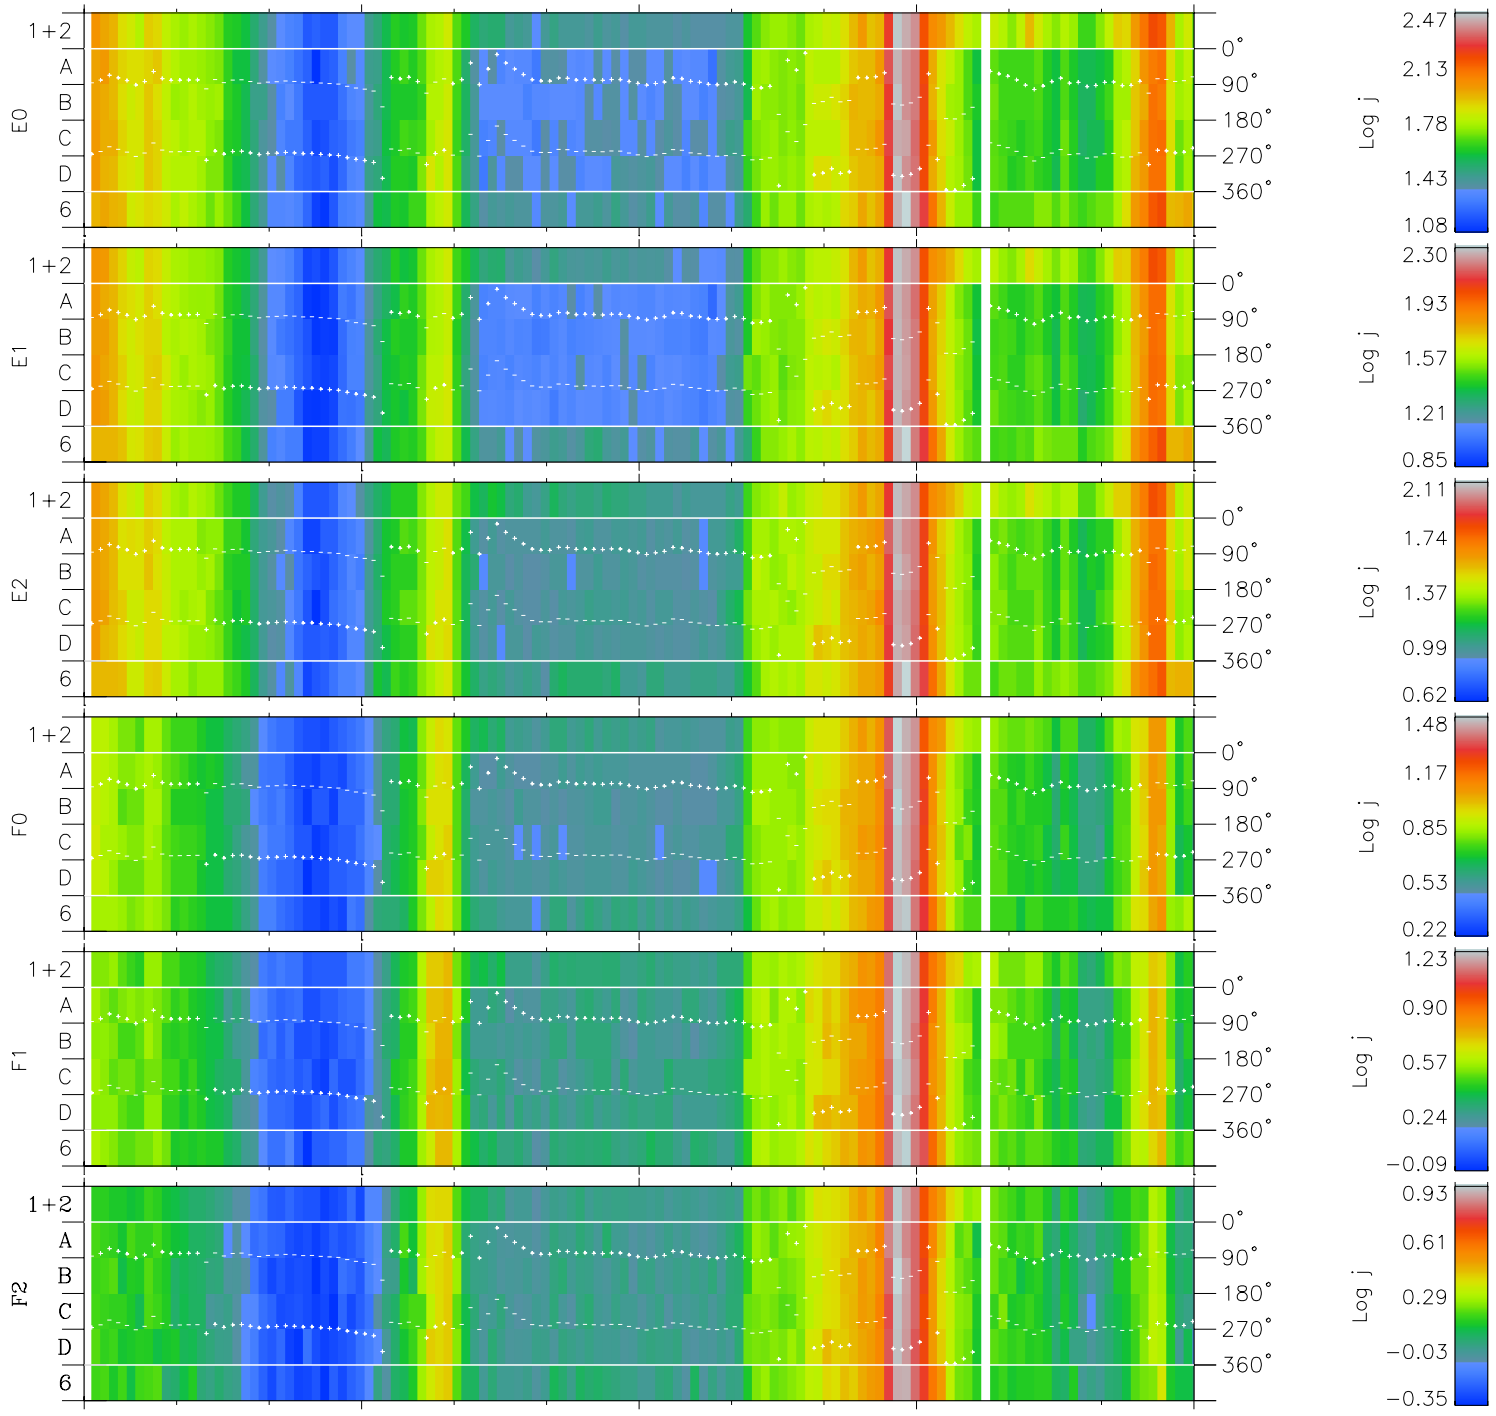 E0
1+2
A
B
C
D
6
0°
90°
180°
270°
360°
Log j
2.47
2.13
1.78
1.43
1.08
E1
1+2
A
B
C
D
6
0°
90°
180°
270°
360°
Log j
2.30
1.93
1.57
1.21
0.85
E2
1+2
A
B
C
D
6
0°
90°
180°
270°
360°
Log j
2.11
1.74
1.37
0.99
0.62
F0
1+2
A
B
C
D
6
0°
90°
180°
270°
360°
Log j
1.48
1.17
0.85
0.53
0.22
F1
1+2
A
B
C
D
6
0°
90°
180°
270°
360°
Log j
1.23
0.90
0.57
0.24
−0.09
F2
1+2
A
B
C
D
6
0°
90°
180°
270°
360°
Log j
0.93
0.61
0.29
−0.03
−0.35